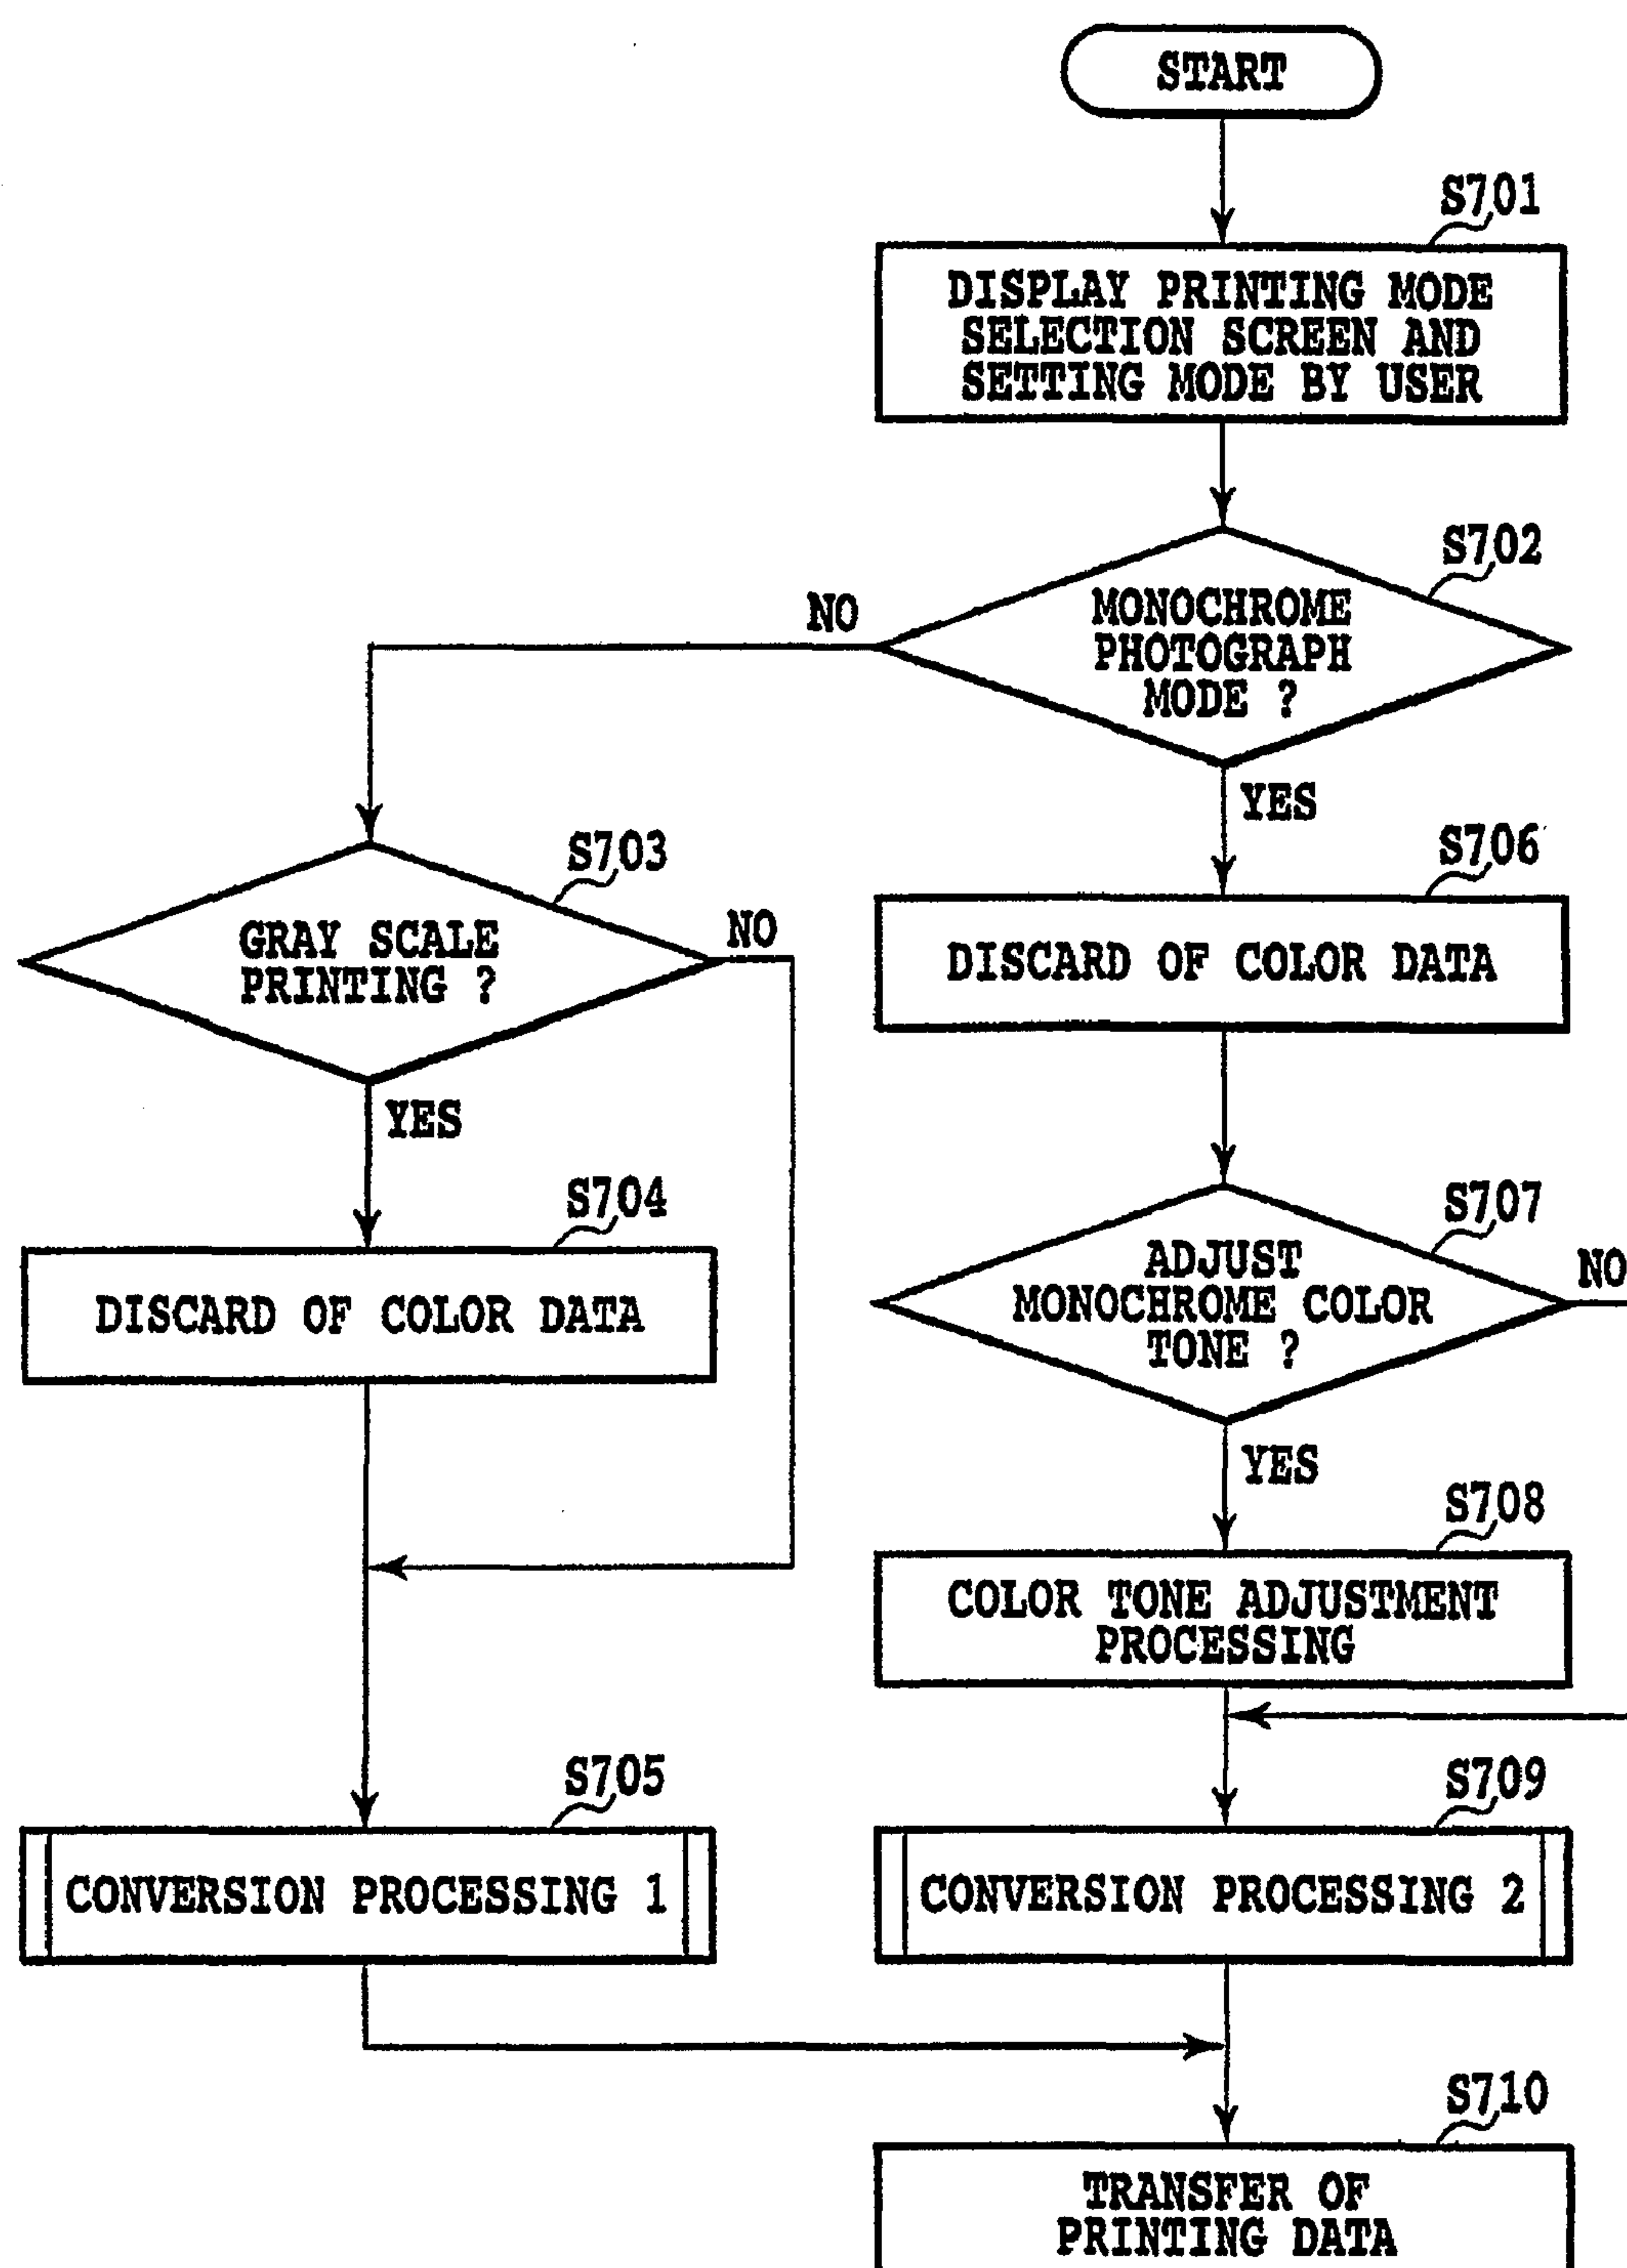 START
S701
DISPLAY PRINTING MODE
SELECTION SCREEN AND
SETTING MODE BY USER
S702
MONOCHROME
PHOTOGRAPH
MODE ?
NO
YES
S703
GRAY SCALE
PRINTING ?
NO
YES
S704
DISCARD OF COLOR DATA
S705
CONVERSION PROCESSING 1
S706
DISCARD OF COLOR DATA
S707
ADJUST
MONOCHROME COLOR
TONE ?
NO
YES
S708
COLOR TONE ADJUSTMENT
PROCESSING
S709
CONVERSION PROCESSING 2
S710
TRANSFER OF
PRINTING DATA